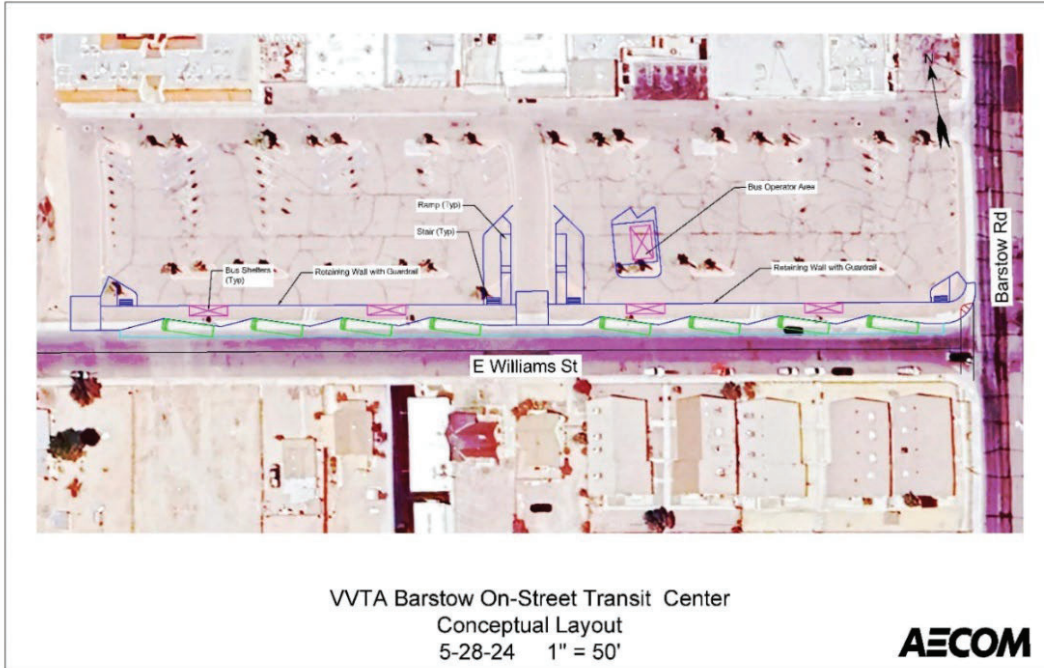 N
Bus Operator Area
Ramp (Typ)
Stair (Typ)
Bus Shelters
(Typ)
Retaining Wall with Guardrail
Retaining Wall with Guardrail
Barstow Rd
E Williams St
VVTA Barstow On-Street Transit Center
Conceptual Layout
5-28-24 1" = 50'
AECOM